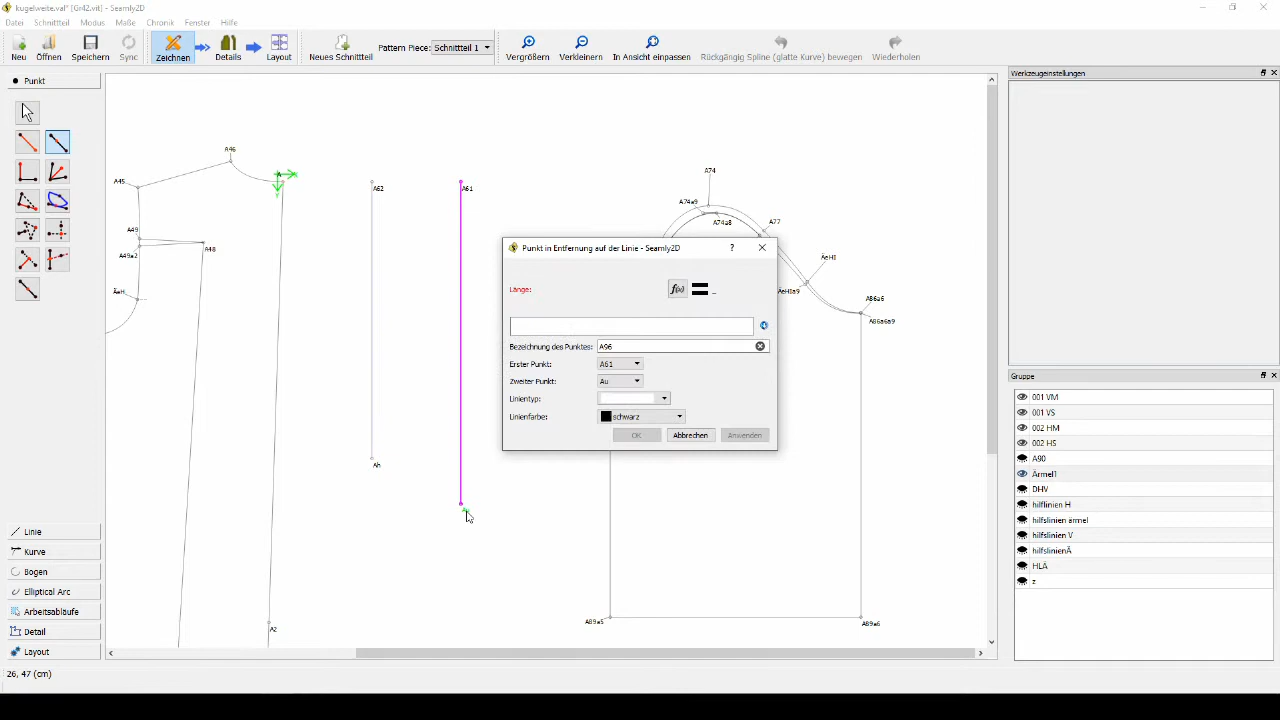 kugelweite.val* [Gr42.vit] - Seamly2D
Datei Schnittteil Modus Maße Chronik Fenster Hilfe
Neu Öffnen Speichern Sync Zeichnen Details Layout Neues Schnittteil Pattern Piece: Schnittteil 1 Vergrößern Verkleinern In Ansicht einpassen Rückgängig Spline (glatte Kurve) bewegen Wiederholen
Punkt
Werkzeugeinstellungen
A46
A45
A
A62
A61
A74
A74a9
A74a8
A77
A49
A48
A49a2
ÄeHI
ÄeHIa9
A86a6
A86a6a9
Ah
A2
A89a5
A89a6
Punkt in Entfernung auf der Linie - Seamly2D
?
Länge:
f(x)
_
Bezeichnung des Punktes: A96
Erster Punkt: A61
Zweiter Punkt: Au
Linientyp:
Linienfarbe: schwarz
OK Abbrechen Anwenden
Gruppe
001 VM
001 VS
002 HM
002 HS
A90
Ärmel1
DHV
hilflinien H
hilfslinien ärmel
hilfslinien V
hilfslinienÄ
HLÄ
z
Linie
Kurve
Bogen
Elliptical Arc
Arbeitsabläufe
Detail
Layout
26, 47 (cm)